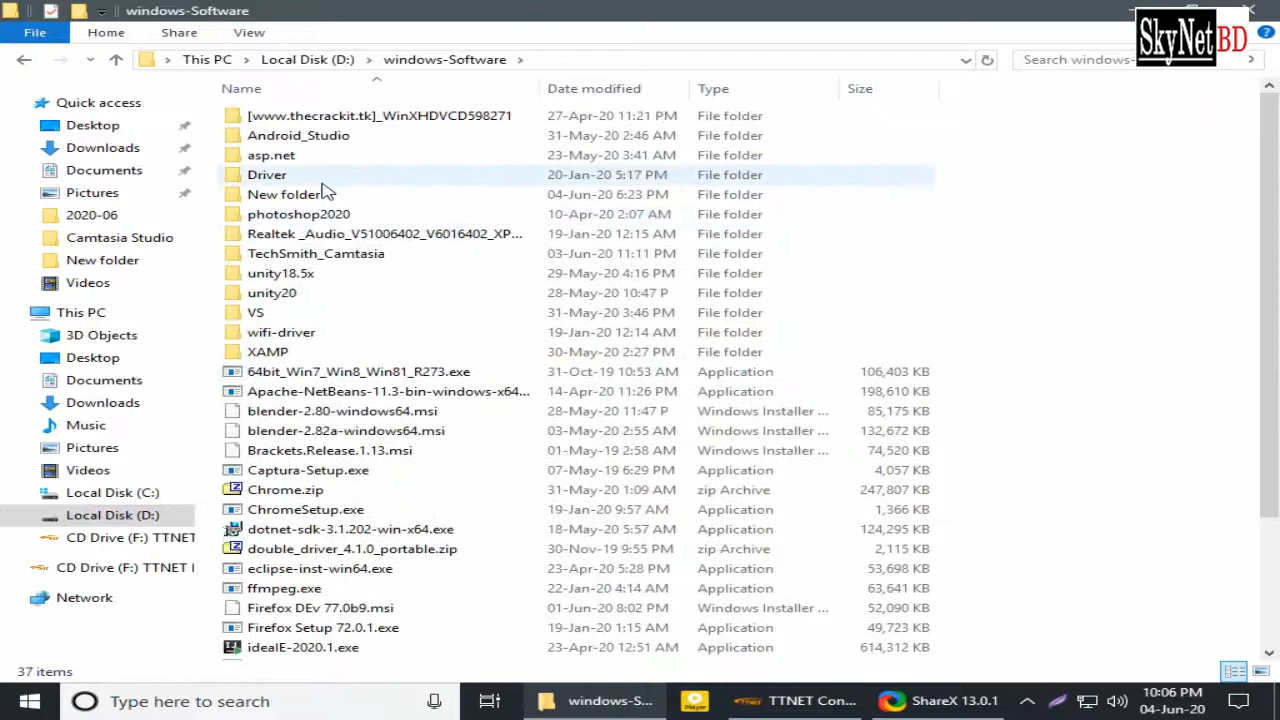 windows-Software
SkyNetBD
File Home Share View
This PC Local Disk (D:) windows-Software
Search windows-
Name Date modified Type Size
Quick access
Desktop
Downloads
Documents
Pictures
2020-06
Camtasia Studio
New folder
Videos
This PC
3D Objects
Desktop
Documents
Downloads
Music
Pictures
Videos
Local Disk (C:)
Local Disk (D:)
CD Drive (F:) TTNET
CD Drive (F:) TTNET I
Network
[www.thecrackit.tk]_WinXHDVCD598271 27-Apr-20 11:21 PM File folder
Android_Studio 31-May-20 2:46 AM File folder
asp.net 23-May-20 3:41 AM File folder
Driver 20-Jan-20 5:17 PM File folder
New folder 04-Jun-20 6:23 PM File folder
photoshop2020 10-Apr-20 2:07 AM File folder
Realtek _Audio_V51006402_V6016402_XP... 19-Jan-20 12:15 AM File folder
TechSmith_Camtasia 03-Jun-20 11:11 PM File folder
unity18.5x 29-May-20 4:16 PM File folder
unity20 28-May-20 10:47 P File folder
VS 31-May-20 3:46 AM File folder
wifi-driver 19-Jan-20 12:14 AM File folder
XAMP 30-May-20 2:27 PM File folder
64bit_Win7_Win8_Win81_R273.exe 31-Oct-19 10:53 AM Application 106,403 KB
Apache-NetBeans-11.3-bin-windows-x64... 14-Apr-20 11:26 PM Application 198,610 KB
blender-2.80-windows64.msi 28-May-20 11:47 P Windows Installer ... 85,175 KB
blender-2.82a-windows64.msi 03-May-20 2:55 AM Windows Installer ... 132,672 KB
Brackets.Release.1.13.msi 01-May-19 2:58 AM Windows Installer ... 74,520 KB
Captura-Setup.exe 07-May-19 6:29 PM Application 4,057 KB
Chrome.zip 31-May-20 1:09 AM zip Archive 247,807 KB
ChromeSetup.exe 19-Jan-20 9:57 AM Application 1,366 KB
dotnet-sdk-3.1.202-win-x64.exe 18-May-20 5:57 AM Application 124,295 KB
double_driver_4.1.0_portable.zip 30-Nov-19 9:55 PM zip Archive 2,115 KB
eclipse-inst-win64.exe 23-Apr-20 5:28 PM Application 53,698 KB
ffmpeg.exe 22-Jan-20 4:14 AM Application 63,641 KB
Firefox DEv 77.0b9.msi 01-Jun-20 8:02 PM Windows Installer ... 52,090 KB
Firefox Setup 72.0.1.exe 19-Jan-20 1:15 AM Application 49,723 KB
idealE-2020.1.exe 23-Apr-20 12:51 AM Application 614,312 KB
37 items
Type here to search
windows-S...
TTNET Con...
ShareX 13.0.1
10:06 PM
04-Jun-20